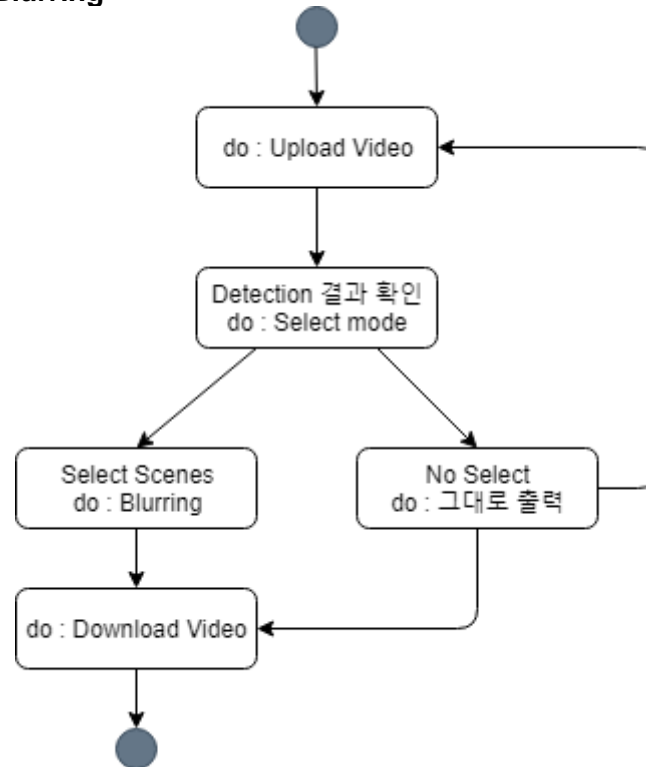 Blurring
do : Upload Video
Detection 결과 확인
do : Select mode
Select Scenes
do : Blurring
No Select
do : 그대로 출력
do : Download Video